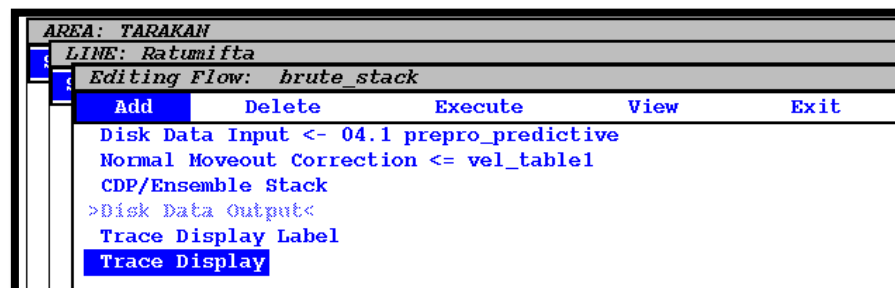 AREA: TARAKAN
LINE: Ratumifta
Editing Flow: brute_stack
Add Delete Execute View Exit
Disk Data Input <- 04.1 prepro_predictive
Normal Moveout Correction <= vel_table1
CDP/Ensemble Stack
>Disk Data Output<
Trace Display Label
Trace Display